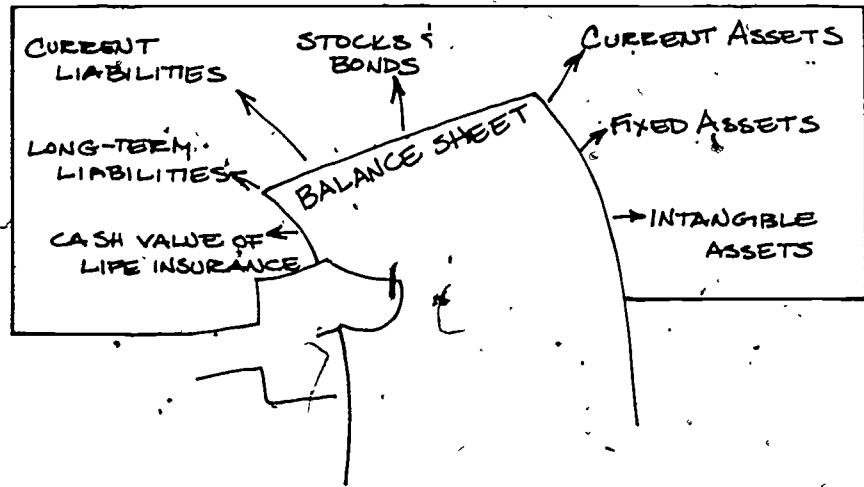 CURRENT
LIABILITIES
STOCKS &
BONDS
CURRENT ASSETS
LONG-TERM
LIABILITIES
FIXED ASSETS
BALANCE SHEET
CASH VALUE OF
LIFE INSURANCE
INTANGIBLE
ASSETS